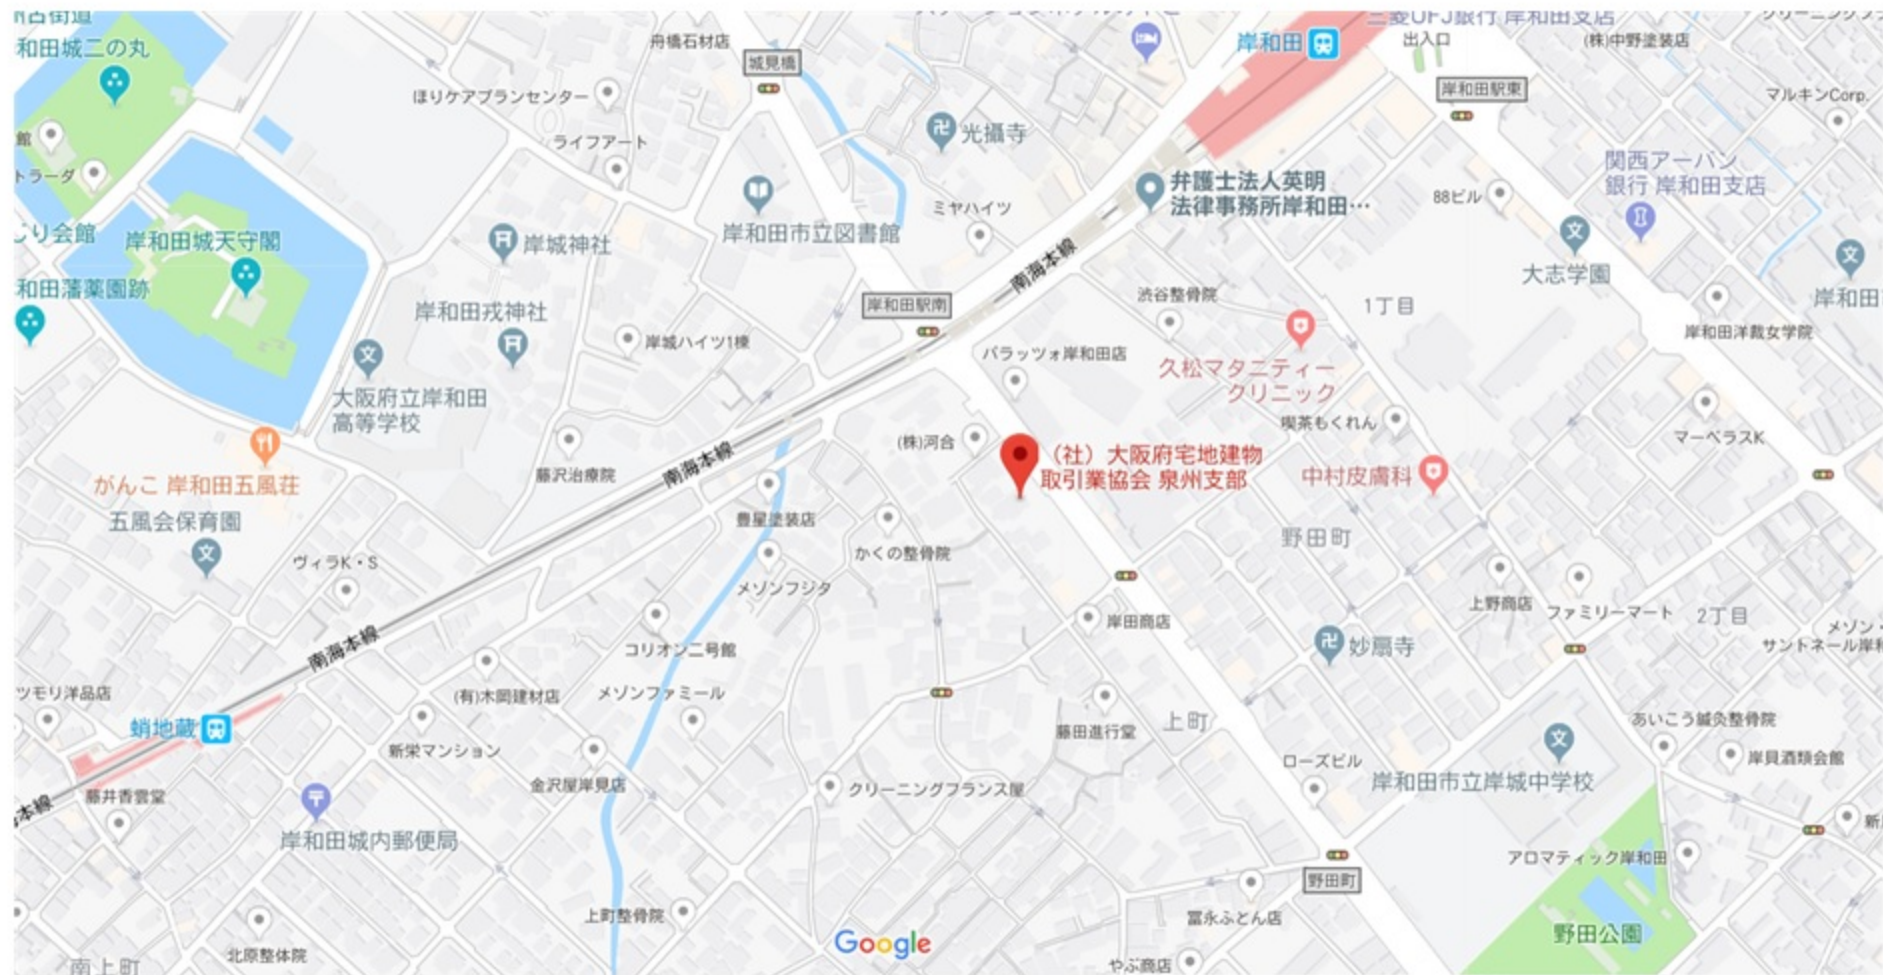 和田城二の丸
舟橋石材店
城見橋
岸和田
三菱UFJ銀行 岸和田支店
出入口
(株)中野塗装店
岸和田駅東
マルキンCorp.
ほりケアプランセンター
ライフアート
光攝寺
館
トラーダ
関西アーバン
銀行 岸和田支店
弁護士法人英明
法律事務所岸和田…
88ビル
ミヤハイツ
岸和田市立図書館
岸城神社
じり会館
岸和田城天守閣
和田藩薬園跡
南海本線
大志学園
岸和田
渋谷整骨院
1丁目
岸和田駅南
岸和田戎神社
岸城ハイツ1棟
岸和田洋裁女学院
パラッツォ岸和田店
久松マタニティー
クリニック
大阪府立岸和田
高等学校
喫茶もくれん
マーベラスK
(株)河合
(社)大阪府宅地建物
取引業協会 泉州支部
中村皮膚科
南海本線
藤沢治療院
がんこ 岸和田五風荘
五風会保育園
豊星塗装店
かくの整骨院
野田町
ヴィラK・S
メゾンフジタ
上野商店
ファミリーマート
2丁目
岸田商店
メゾン・
サントネール岸和
南海本線
コリオン二号館
妙扇寺
ツモリ洋品店
(有)木岡建材店
メゾンファミール
蛸地蔵
上町
藤田進行堂
あいこう鍼灸整骨院
新栄マンション
岸貝酒類会館
ローズビル
岸和田市立岸城中学校
金沢屋岸見店
クリーニングフランス屋
藤井香雲堂
本線
岸和田城内郵便局
新
アロマティック岸和田
野田町
上町整骨院
冨永ふとん店
野田公園
Google
北原整体院
やぶ商店
南上町